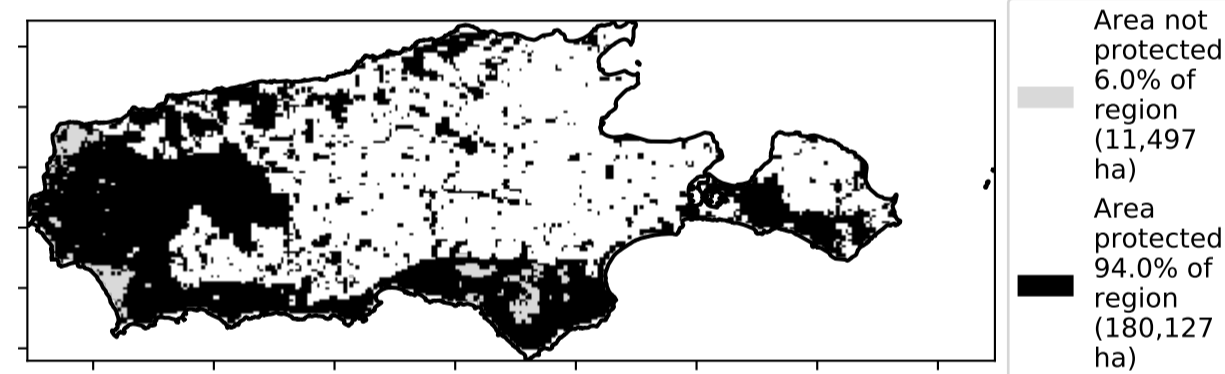 Area not
protected
6.0% of
region
(11,497
ha)
Area
protected
94.0% of
region
(180,127
ha)